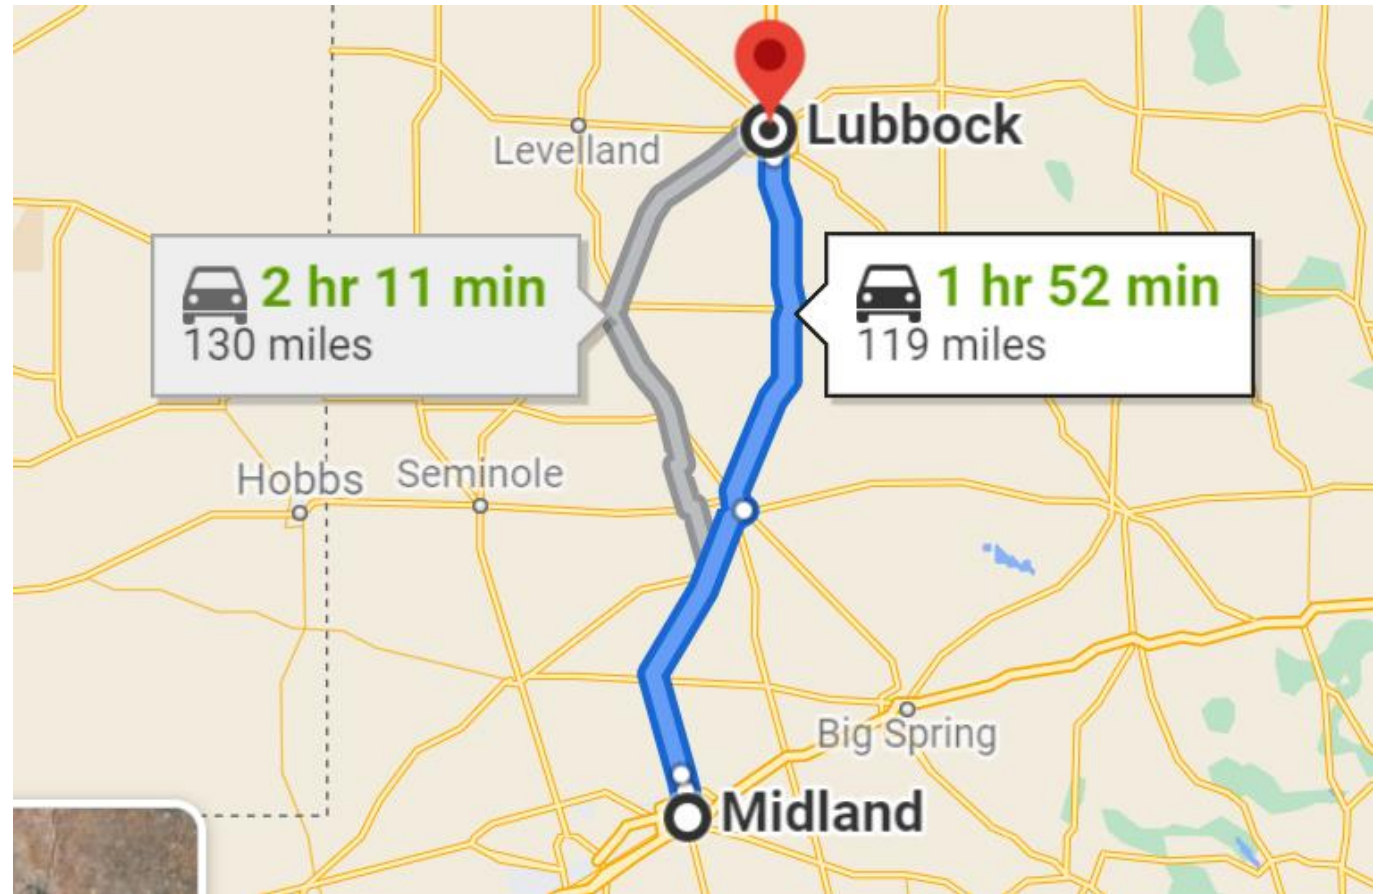 Lubbock
Levelland
2 hr 11 min
130 miles
1 hr 52 min
119 miles
Hobbs
Seminole
Big Spring
Midland